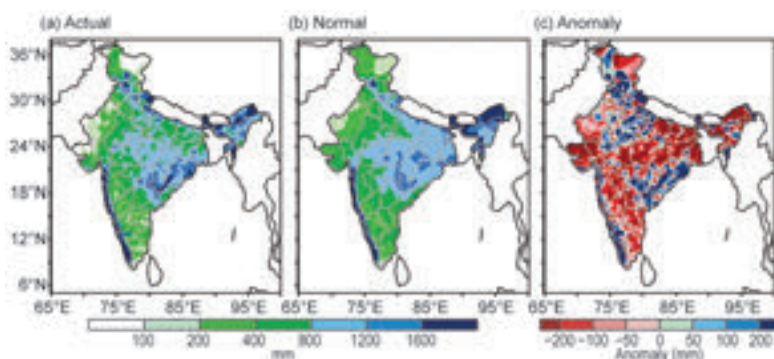 (a) Actual (b) Normal (c) Anomaly
36°N
30°N
24°N
18°N
12°N
6°N
65°E 75°E 85°E 95°E 65°E 75°E 85°E 95°E 65°E 75°E 85°E 95°E
100 200 400 800 1200 1600
mm
−200 −100 −50 0 50 100 200
Anomaly (mm)